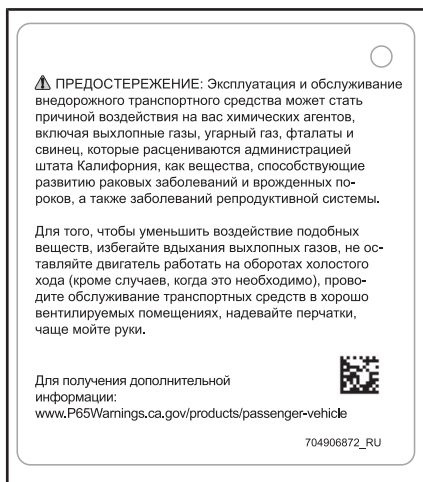 ⚠ ПРЕДОСТЕРЕЖЕНИЕ: Эксплуатация и обслуживание
внедорожного транспортного средства может стать
причиной воздействия на вас химических агентов,
включая выхлопные газы, угарный газ, фталаты и
свинец, которые расцениваются администрацией
штата Калифорния, как вещества, способствующие
развитию раковых заболеваний и врожденных по-
роков, а также заболеваний репродуктивной системы.
Для того, чтобы уменьшить воздействие подобных
веществ, избегайте вдыхания выхлопных газов, не ос-
тавляйте двигатель работать на оборотах холостого
хода (кроме случаев, когда это необходимо), прово-
дите обслуживание транспортных средств в хорошо
вентилируемых помещениях, надевайте перчатки,
чаще мойте руки.
Для получения дополнительной
информации:
www.P65Warnings.ca.gov/products/passenger-vehicle
704906872_RU